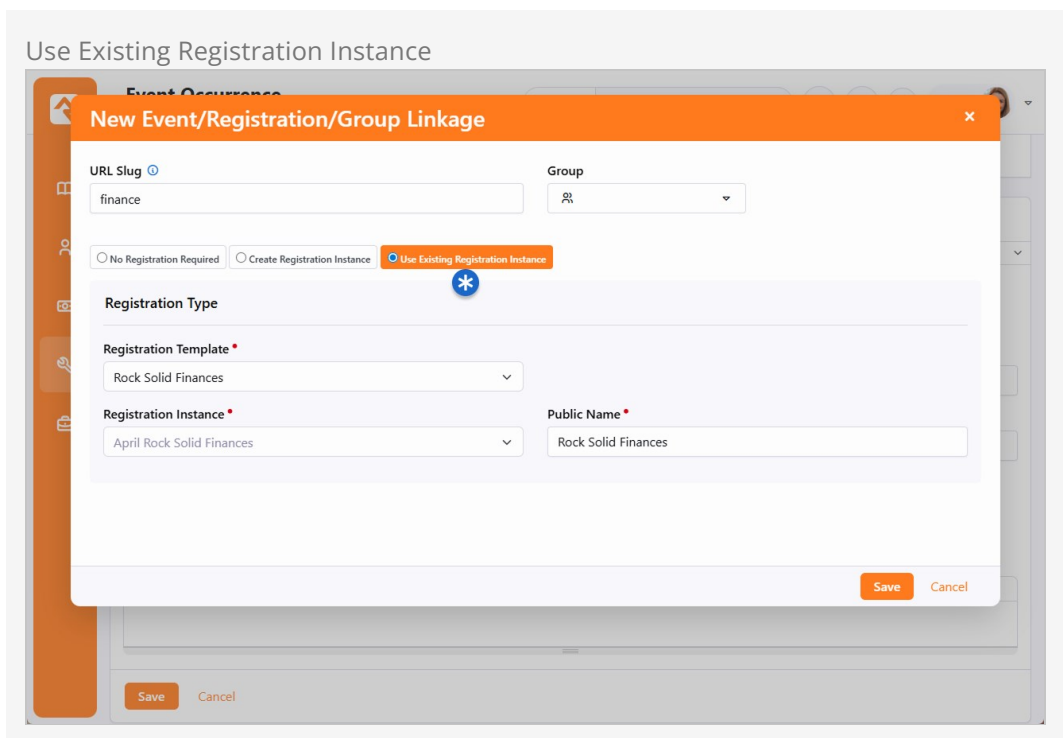 Use Existing Registration Instance
Event Occurrence
New Event/Registration/Group Linkage
×
URL Slug
Group
finance
No Registration Required Create Registration Instance Use Existing Registration Instance
Registration Type
Registration Template
Rock Solid Finances
Registration Instance Public Name
April Rock Solid Finances Rock Solid Finances
Save Cancel
Save Cancel